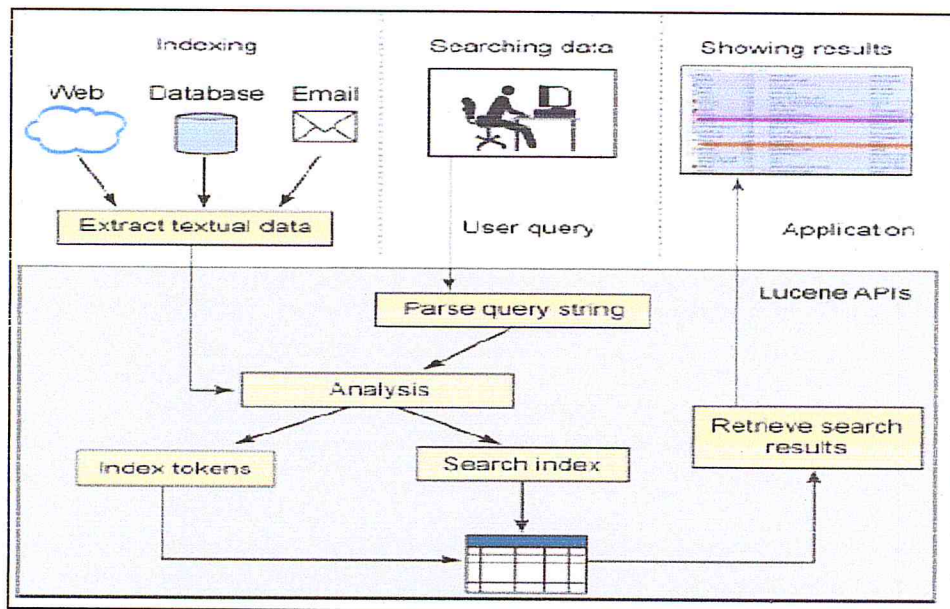 Indexing
Searching data
Showing results
Web
Database
Email
Extract textual data
User query
Application
Lucene APIs
Parse query string
Analysis
Retrieve search
results
Index tokens
Search index